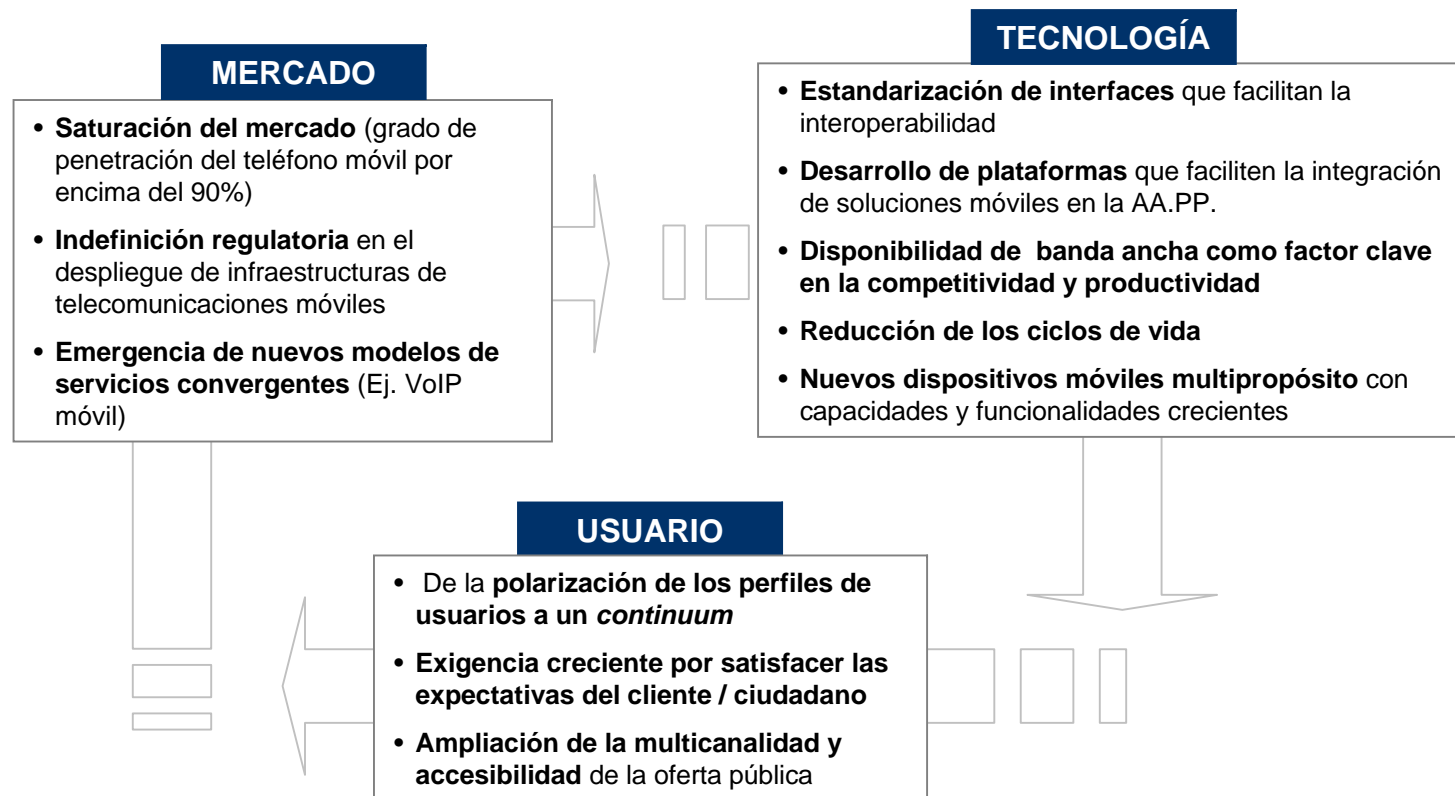 MERCADO
• Saturación del mercado (grado de
penetración del teléfono móvil por
encima del 90%)
• Indefinición regulatoria en el
despliegue de infraestructuras de
telecomunicaciones móviles
• Emergencia de nuevos modelos de
servicios convergentes (Ej. VoIP
móvil)
TECNOLOGÍA
• Estandarización de interfaces que facilitan la
interoperabilidad
• Desarrollo de plataformas que faciliten la integración
de soluciones móviles en la AA.PP.
• Disponibilidad de  banda ancha como factor clave
en la competitividad y productividad
• Reducción de los ciclos de vida
• Nuevos dispositivos móviles multipropósito con
capacidades y funcionalidades crecientes
USUARIO
• De la polarización de los perfiles de
usuarios a un continuum
• Exigencia creciente por satisfacer las
expectativas del cliente / ciudadano
• Ampliación de la multicanalidad y
accesibilidad de la oferta pública